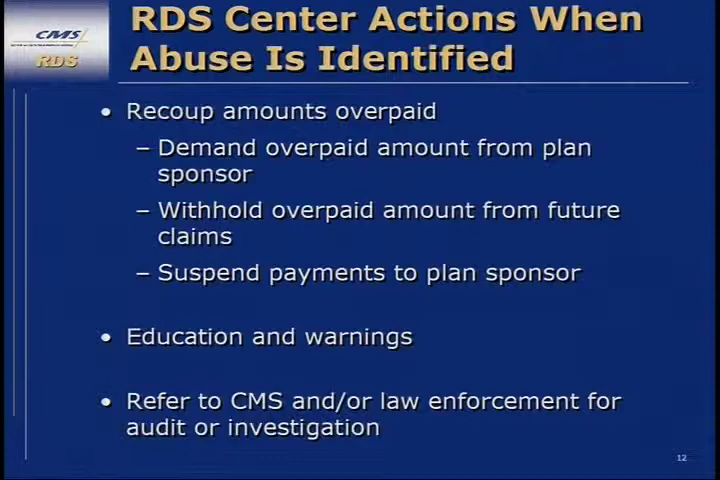 RDS Center Actions When
Abuse Is Identified
CMS
RDS
• Recoup amounts overpaid
– Demand overpaid amount from plan
sponsor
– Withhold overpaid amount from future
claims
– Suspend payments to plan sponsor
• Education and warnings
• Refer to CMS and/or law enforcement for
audit or investigation
12